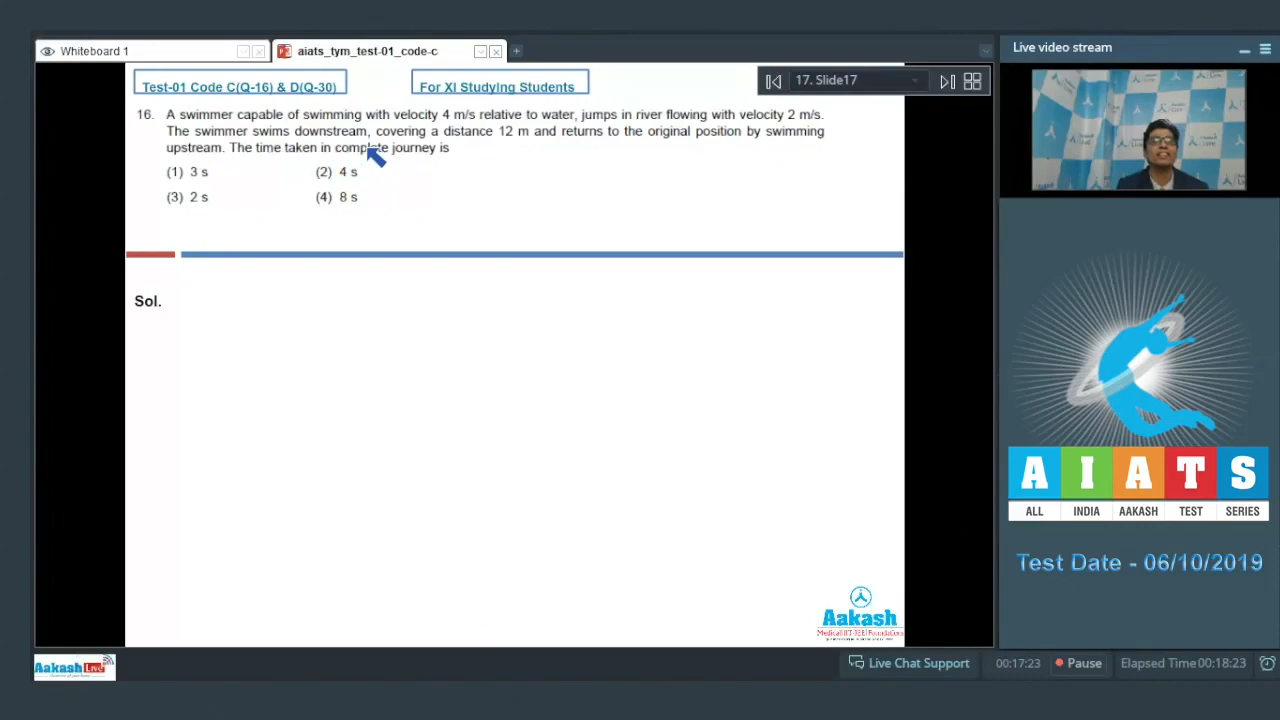 Whiteboard 1
aiats_tym_test-01_code-c
Live video stream
Test-01 Code C(Q-16) & D(Q-30)
For XI Studying Students
17. Slide17
16. A swimmer capable of swimming with velocity 4 m/s relative to water, jumps in river flowing with velocity 2 m/s.
The swimmer swims downstream, covering a distance 12 m and returns to the original position by swimming
upstream. The time taken in complete journey is
(1) 3 s (2) 4 s
(3) 2 s (4) 8 s
Sol.
A I A T S
ALL INDIA AAKASH TEST SERIES
Test Date - 06/10/2019
Aakash
Medical|IIT-JEE|Foundations
Aakash Live
Live Chat Support
00:17:23
Pause
Elapsed Time 00:18:23